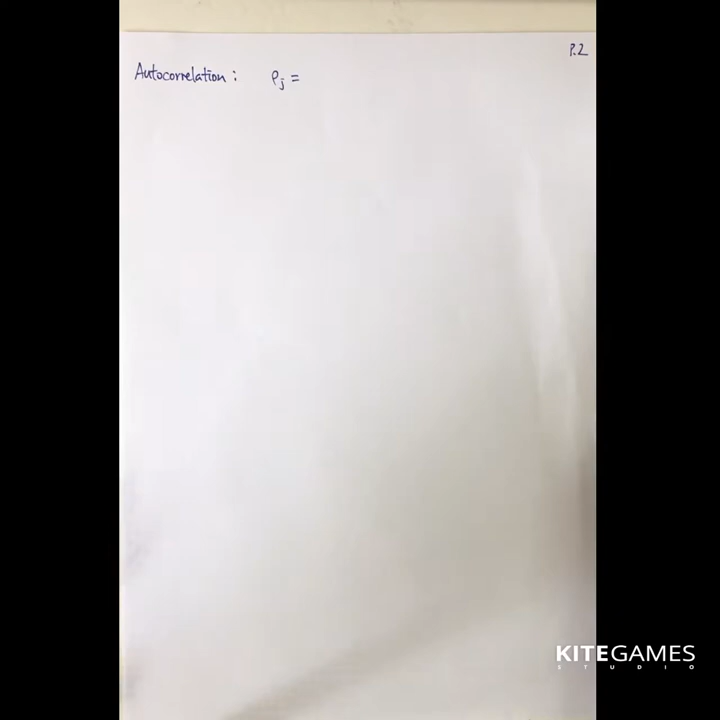 P.2
Autocorrelation: ρⱼ =
KITEGAMES
STUDIO